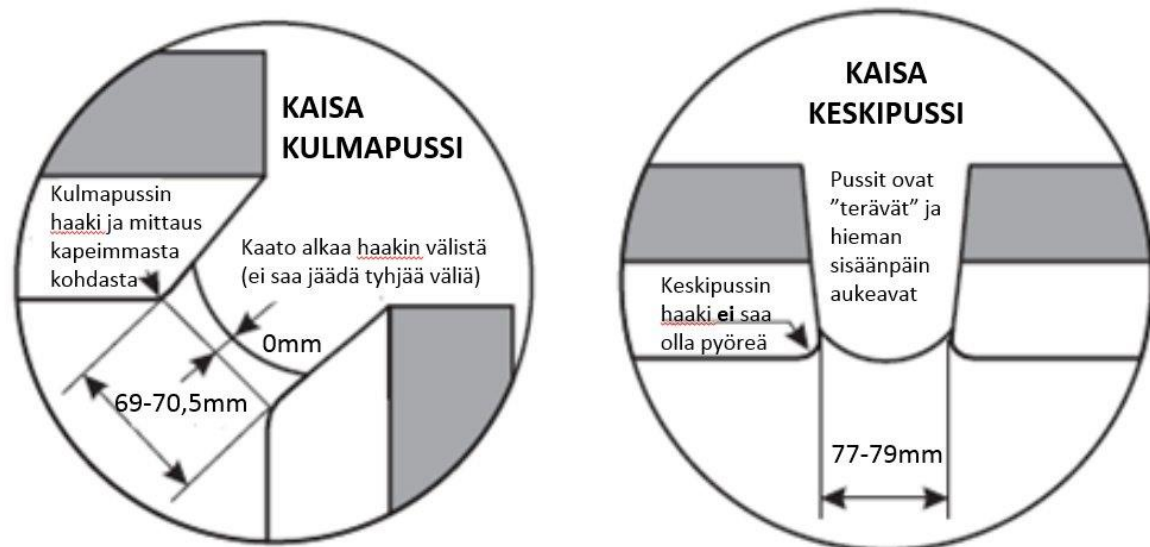 KAISA
KULMAPUSSI
Kulmapussin
haaki ja mittaus
kapeimmasta
kohdasta
Kaato alkaa haakin välistä
(ei saa jäädä tyhjää väliä)
0mm
69-70,5mm
KAISA
KESKIPUSSI
Pussit ovat
”terävät” ja
hieman
sisäänpäin
aukeavat
Keskipussin
haaki ei saa
olla pyöreä
77-79mm